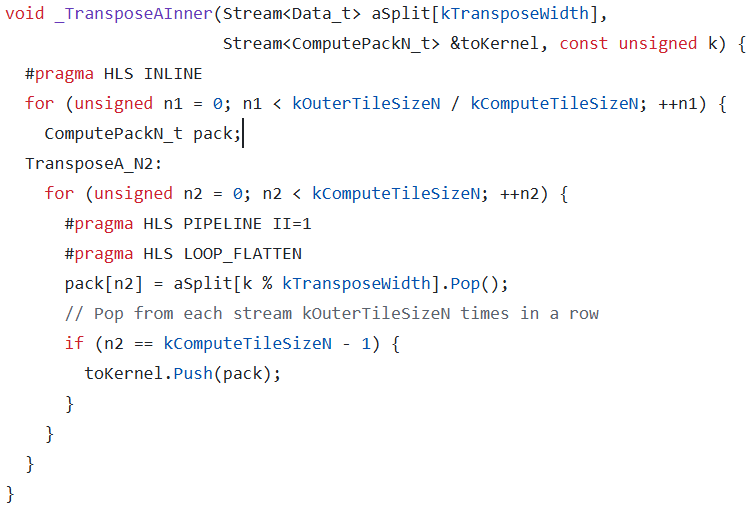 void _TransposeAInner(Stream<Data_t> aSplit[kTransposeWidth],
                      Stream<ComputePackN_t> &toKernel, const unsigned k) {
  #pragma HLS INLINE
  for (unsigned n1 = 0; n1 < kOuterTileSizeN / kComputeTileSizeN; ++n1) {
    ComputePackN_t pack;
  TransposeA_N2:
    for (unsigned n2 = 0; n2 < kComputeTileSizeN; ++n2) {
      #pragma HLS PIPELINE II=1
      #pragma HLS LOOP_FLATTEN
      pack[n2] = aSplit[k % kTransposeWidth].Pop();
      // Pop from each stream kOuterTileSizeN times in a row
      if (n2 == kComputeTileSizeN - 1) {
        toKernel.Push(pack);
      }
    }
  }
}